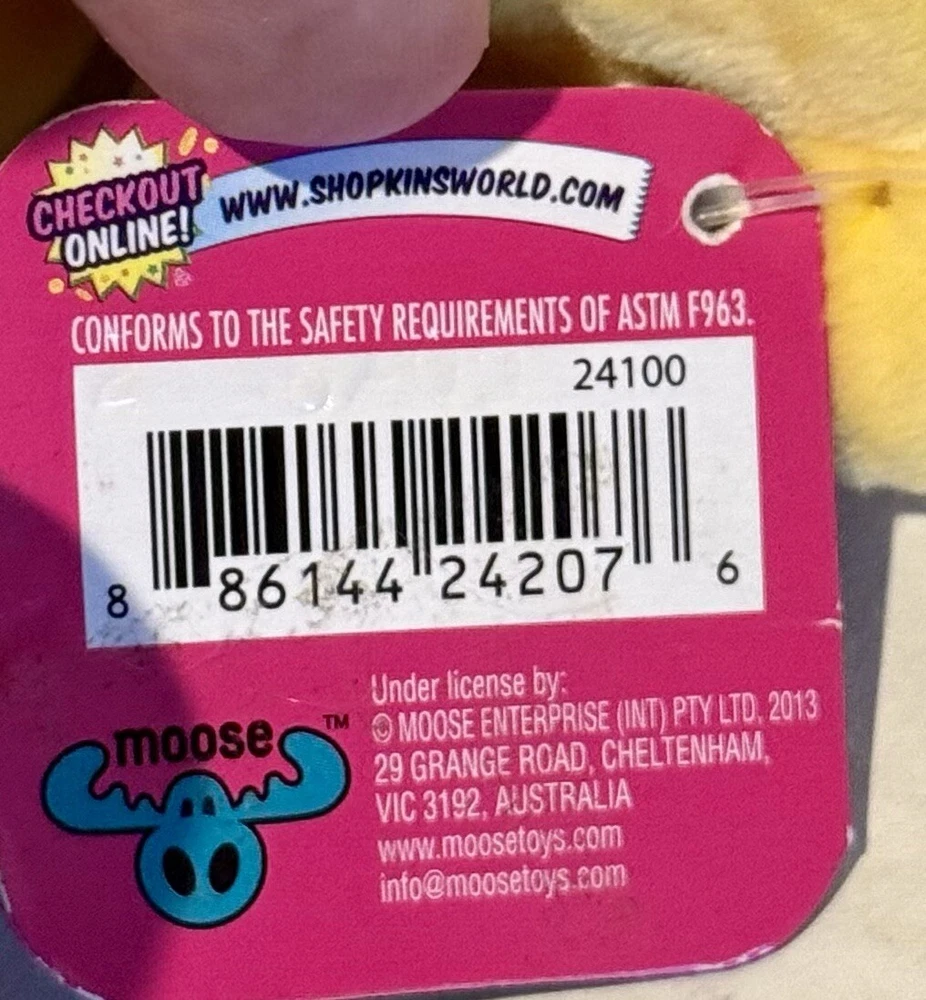 CHECKOUT
ONLINE!
WWW.SHOPKINSWORLD.COM
CONFORMS TO THE SAFETY REQUIREMENTS OF ASTM F963.
24100
8 86144 24207 6
moose™
Under license by:
© MOOSE ENTERPRISE (INT) PTY LTD, 2013
29 GRANGE ROAD, CHELTENHAM,
VIC 3192, AUSTRALIA
www.moosetoys.com
info@moosetoys.com